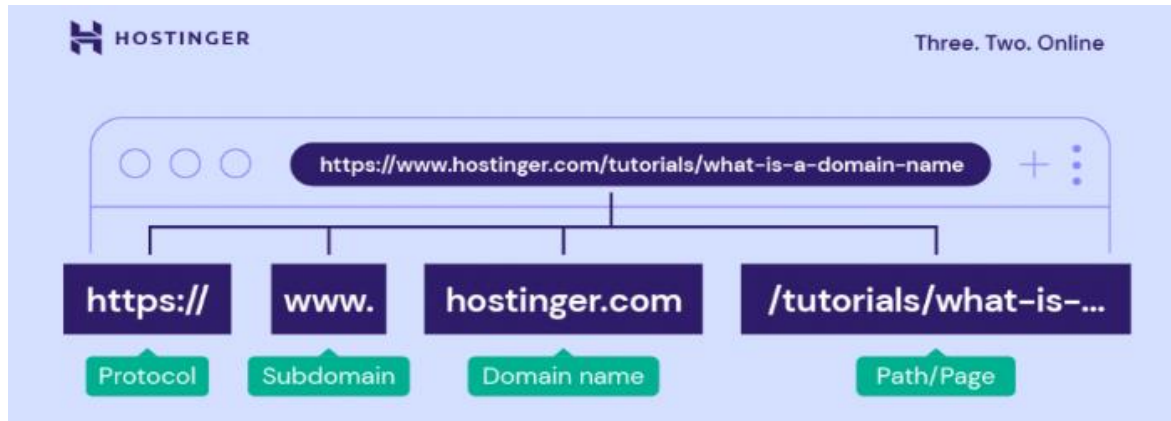 HOSTINGER
Three. Two. Online
https://www.hostinger.com/tutorials/what-is-a-domain-name
https://
www.
hostinger.com
/tutorials/what-is-...
Protocol
Subdomain
Domain name
Path/Page